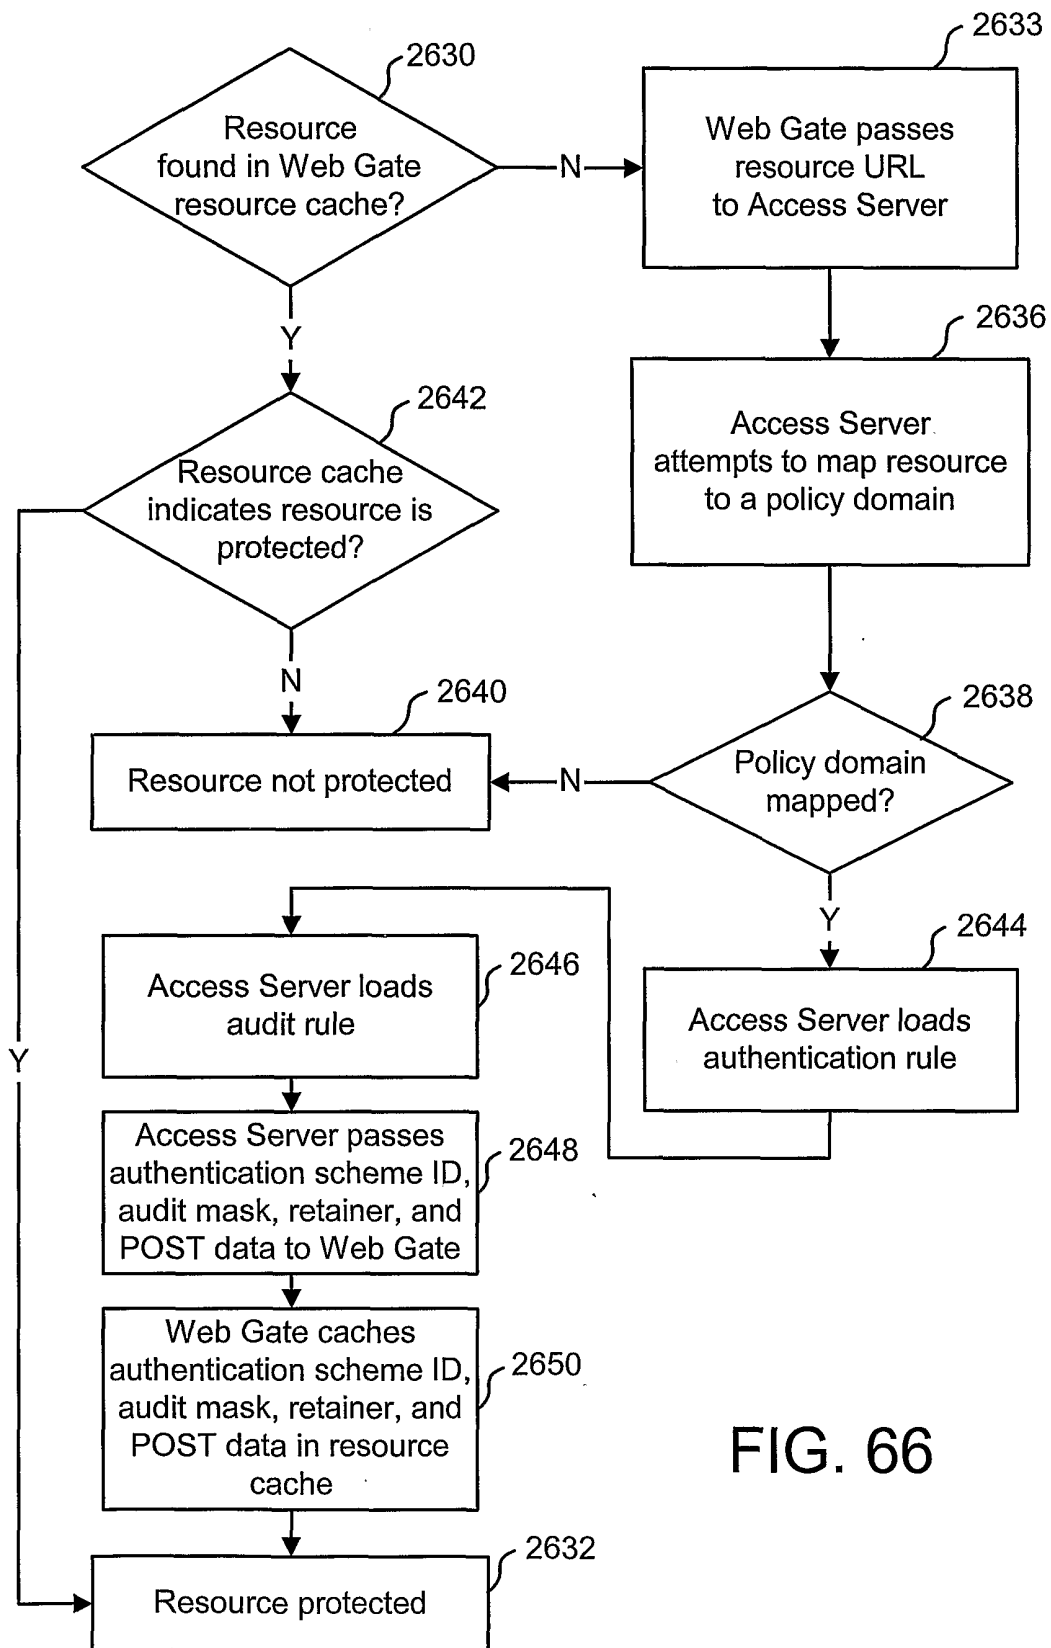 2630
Resource
found in Web Gate
resource cache?
N
2633
Web Gate passes
resource URL
to Access Server
Y
2636
Access Server
attempts to map resource
to a policy domain
2642
Resource cache
indicates resource is
protected?
N
2640
Resource not protected
N
2638
Policy domain
mapped?
Y
2644
Access Server loads
authentication rule
2646
Access Server loads
audit rule
Y
2648
Access Server passes
authentication scheme ID,
audit mask, retainer, and
POST data to Web Gate
2650
Web Gate caches
authentication scheme ID,
audit mask, retainer, and
POST data in resource
cache
2632
Resource protected
FIG. 66